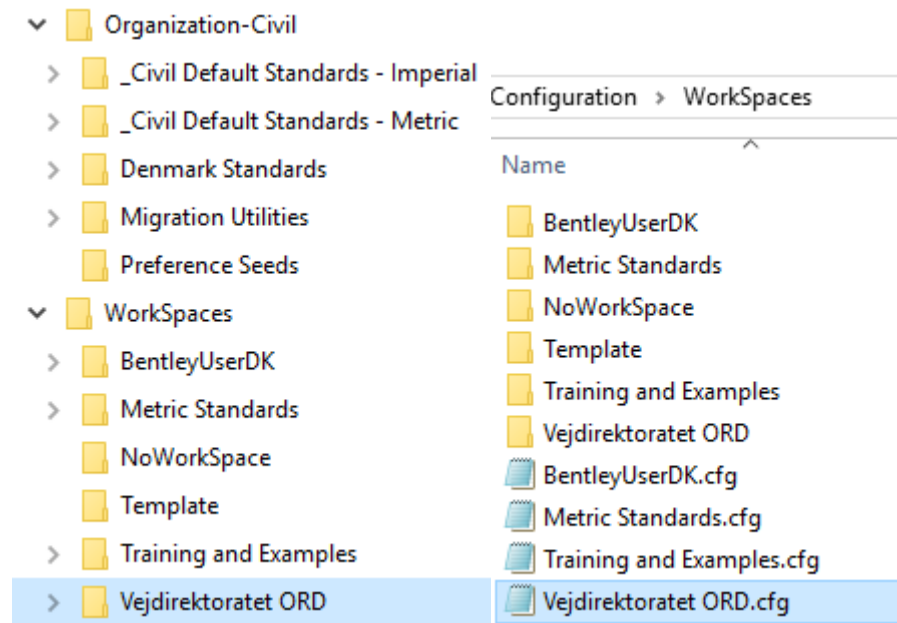 Organization-Civil
_Civil Default Standards - Imperial
_Civil Default Standards - Metric
Denmark Standards
Migration Utilities
Preference Seeds
WorkSpaces
BentleyUserDK
Metric Standards
NoWorkSpace
Template
Training and Examples
Vejdirektoratet ORD
Configuration > WorkSpaces
Name
BentleyUserDK
Metric Standards
NoWorkSpace
Template
Training and Examples
Vejdirektoratet ORD
BentleyUserDK.cfg
Metric Standards.cfg
Training and Examples.cfg
Vejdirektoratet ORD.cfg